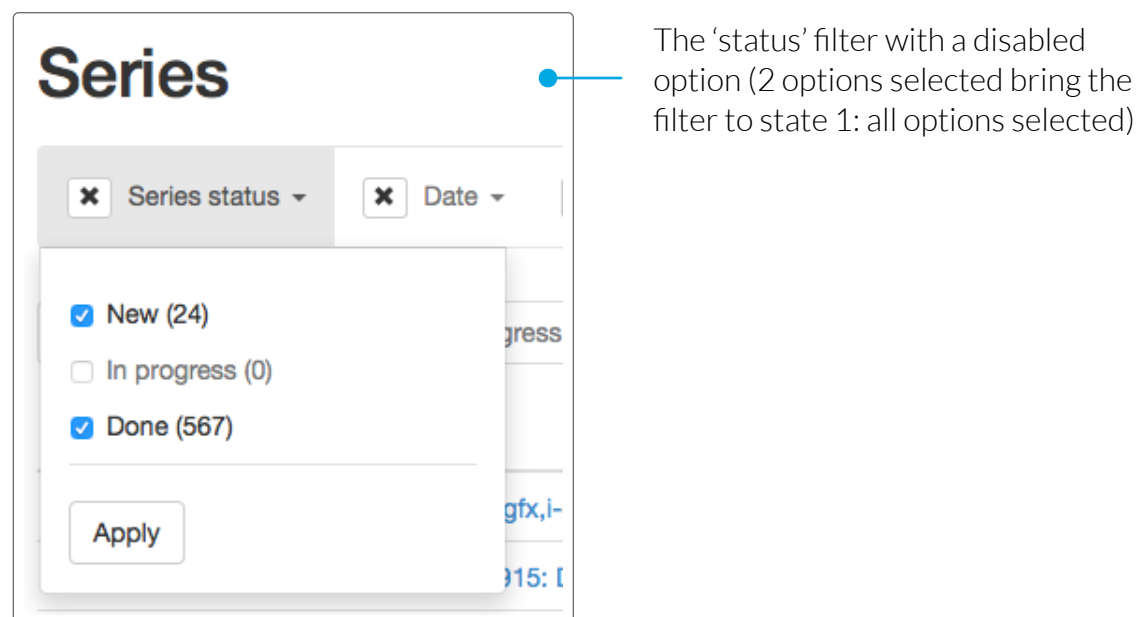 Series
The ‘status’ filter with a disabled
option (2 options selected bring the
filter to state 1: all options selected)
Series status
Date
New (24)
In progress (0)
Done (567)
Apply
gress
gfx,i-
915: